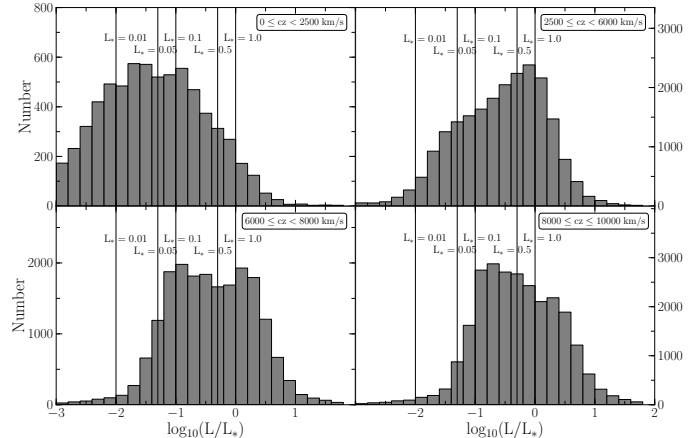 800
600
400
200
0
Number
0 ≤ cz < 2500 km/s
L* = 0.01
L* = 0.1
L* = 1.0
L* = 0.05
L* = 0.5
2500 ≤ cz < 6000 km/s
L* = 0.01
L* = 0.1
L* = 1.0
L* = 0.05
L* = 0.5
3000
2000
1000
0
2000
1000
0
Number
6000 ≤ cz < 8000 km/s
L* = 0.01
L* = 0.1
L* = 1.0
L* = 0.05
L* = 0.5
-3 -2 -1 0 1
log10(L/L*)
8000 ≤ cz ≤ 10000 km/s
L* = 0.01
L* = 0.1
L* = 1.0
L* = 0.05
L* = 0.5
3000
2000
1000
0
-2 -1 0 1 2
log10(L/L*)